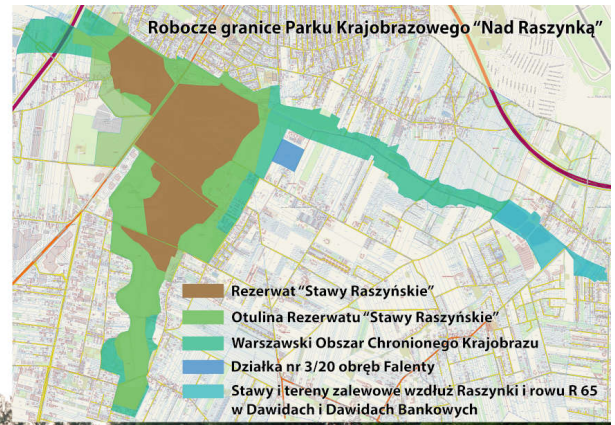 Robocze granice Parku Krajobrazowego “Nad Raszynką”
Rezerwat “Stawy Raszyńskie”
Otulina Rezerwatu “Stawy Raszyńskie”
Warszawski Obszar Chronionego Krajobrazu
Działka nr 3/20 obręb Falenty
Stawy i tereny zalewowe wzdłuż Raszynki i rowu R 65
w Dawidach i Dawidach Bankowych